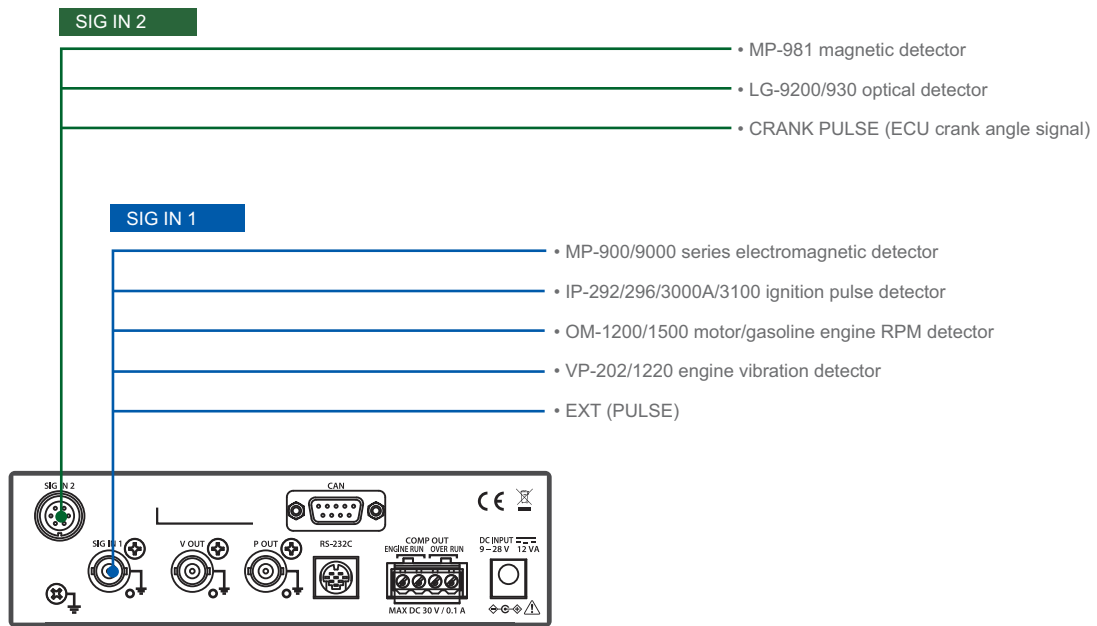 SIG IN 2
• MP-981 magnetic detector
• LG-9200/930 optical detector
• CRANK PULSE (ECU crank angle signal)
SIG IN 1
• MP-900/9000 series electromagnetic detector
• IP-292/296/3000A/3100 ignition pulse detector
• OM-1200/1500 motor/gasoline engine RPM detector
• VP-202/1220 engine vibration detector
• EXT (PULSE)
SIG IN 2
CAN
CE
SIG IN 1
V OUT
P OUT
RS-232C
COMP OUT
ENGINE RUN OVER RUN
DC INPUT
9–28 V 12 VA
MAX DC 30 V / 0.1 A